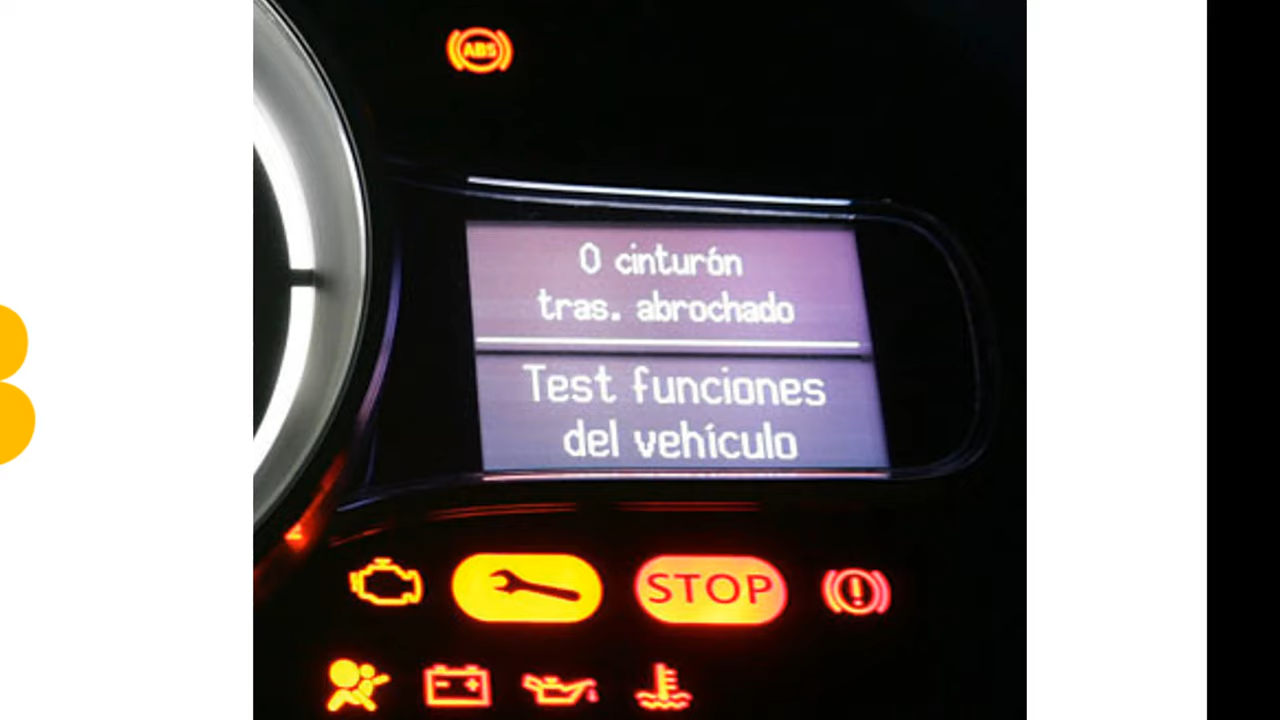 ABS
0 cinturón
tras. abrochado
Test funciones
del vehículo
STOP